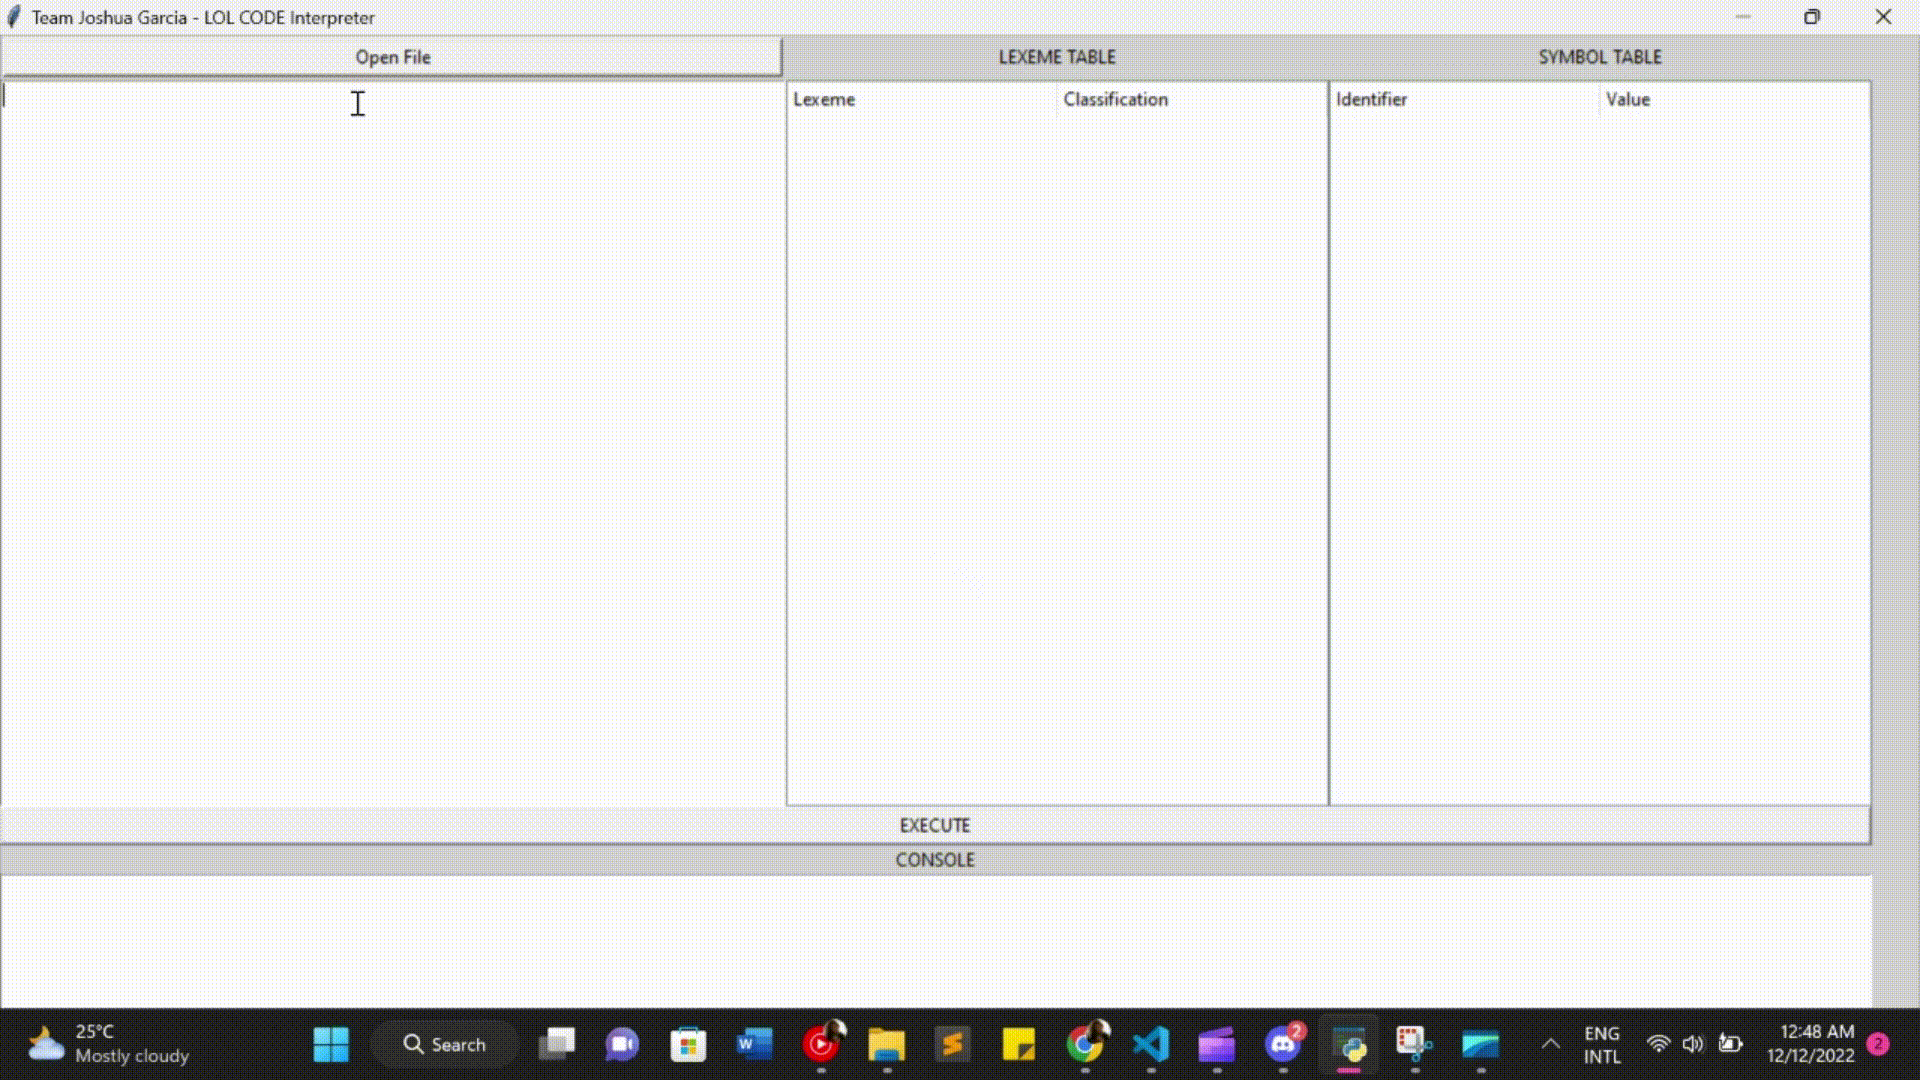 Team Joshua Garcia - LOL CODE Interpreter
Open File
LEXEME TABLE
SYMBOL TABLE
Lexeme
Classification
Identifier
Value
EXECUTE
CONSOLE
25°C
Mostly cloudy
Search
W
2
ENG
INTL
12:48 AM
12/12/2022
2